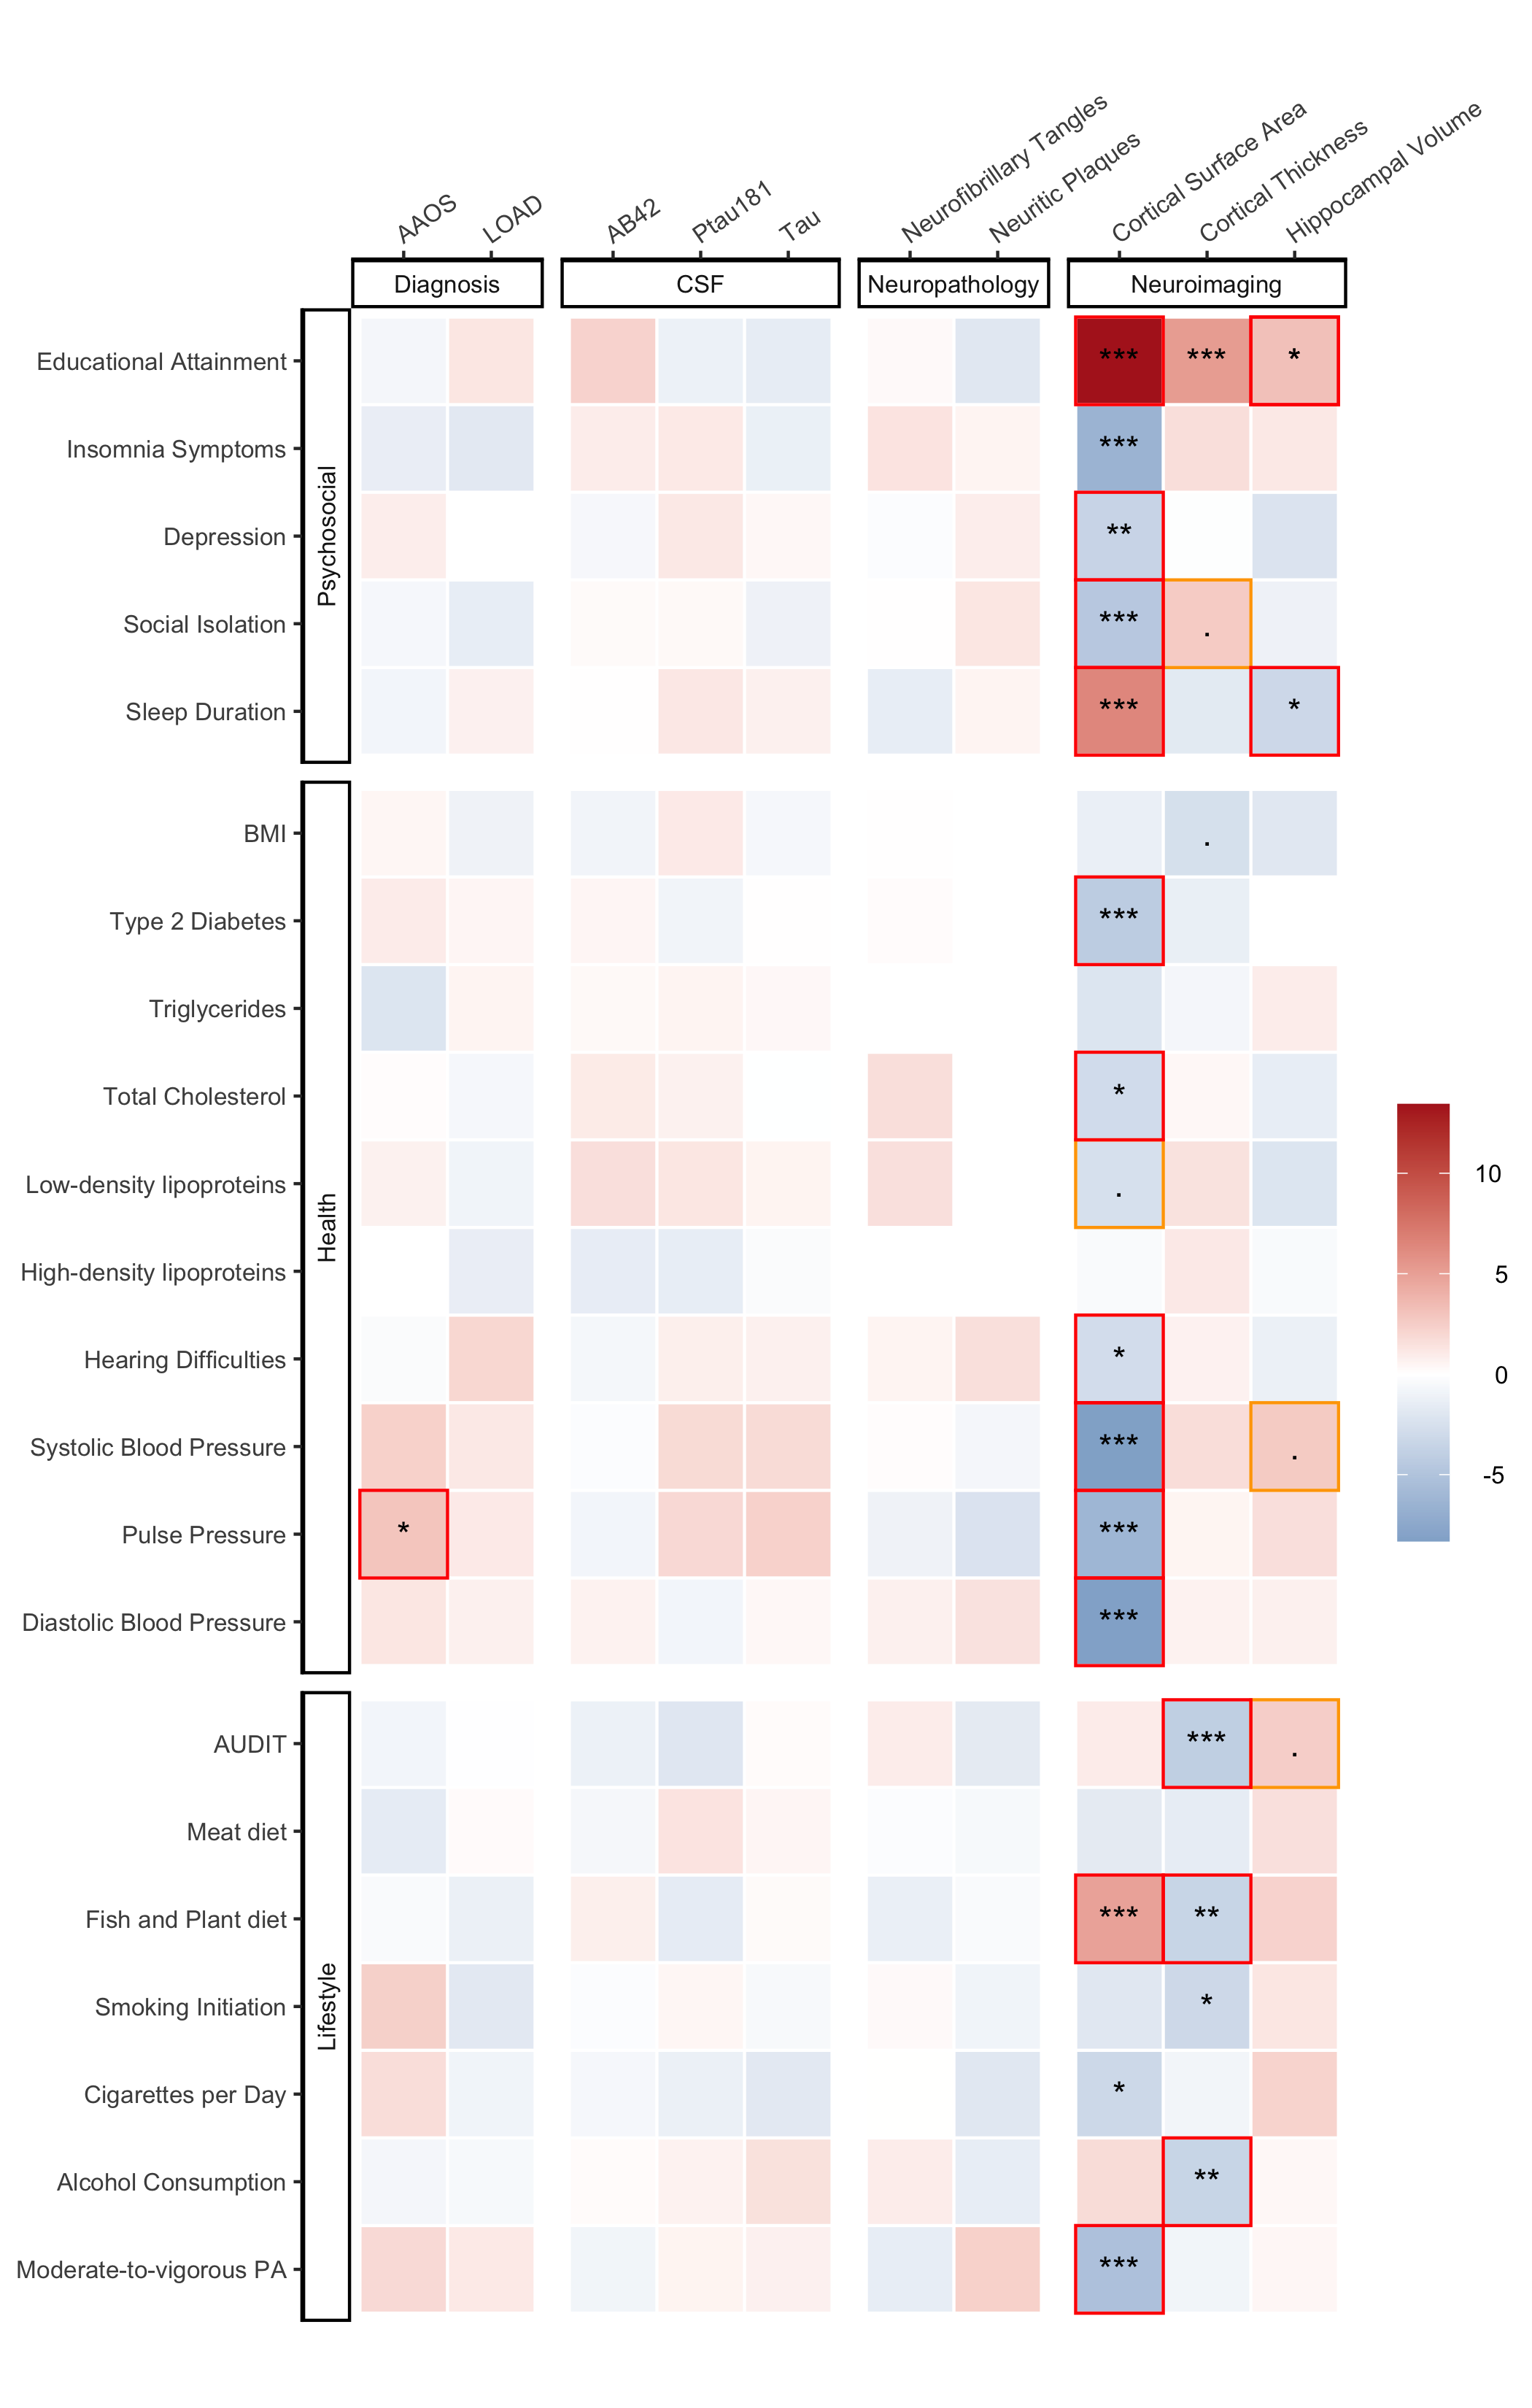 AAOS
LOAD
AB42
Ptau181
Tau
Neurofibrillary Tangles
Neuritic Plaques
Cortical Surface Area
Cortical Thickness
Hippocampal Volume
Diagnosis
CSF
Neuropathology
Neuroimaging
Psychosocial
Educational Attainment *** *** *
Insomnia Symptoms ***
Depression **
Social Isolation *** .
Sleep Duration *** *
Health
BMI .
Type 2 Diabetes ***
Triglycerides
Total Cholesterol *
Low-density lipoproteins .
High-density lipoproteins
Hearing Difficulties *
Systolic Blood Pressure *** .
Pulse Pressure * ***
Diastolic Blood Pressure ***
Lifestyle
AUDIT *** .
Meat diet
Fish and Plant diet *** **
Smoking Initiation *
Cigarettes per Day *
Alcohol Consumption **
Moderate-to-vigorous PA ***
10
5
0
-5